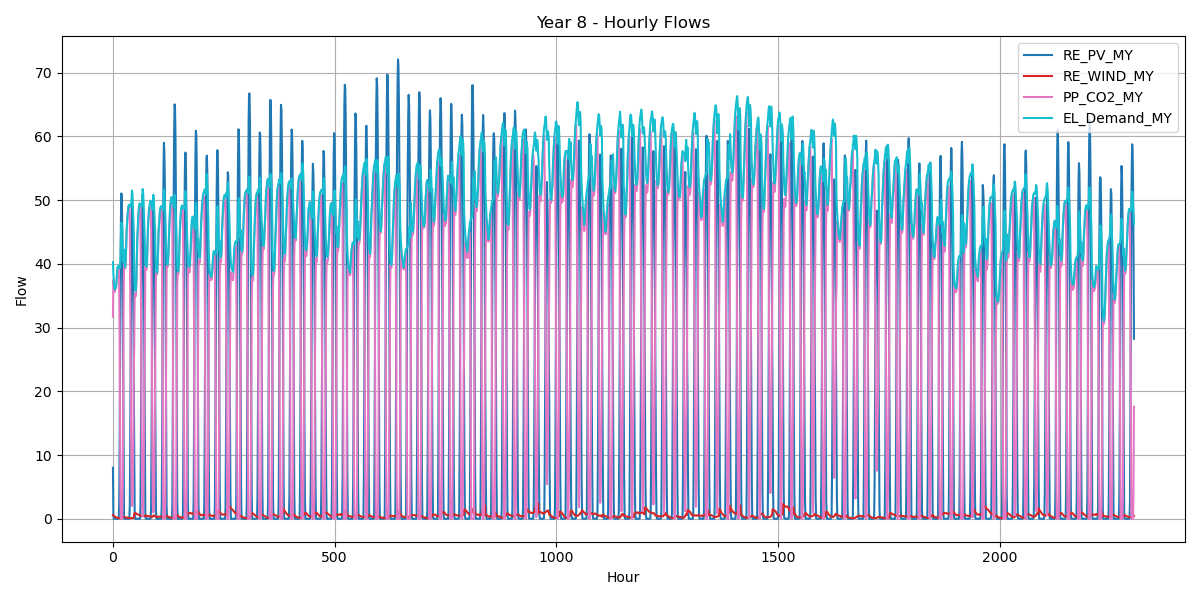 Year 8 - Hourly Flows
RE_PV_MY
RE_WIND_MY
PP_CO2_MY
EL_Demand_MY
Flow
70
60
50
40
30
20
10
0
0 500 1000 1500 2000
Hour